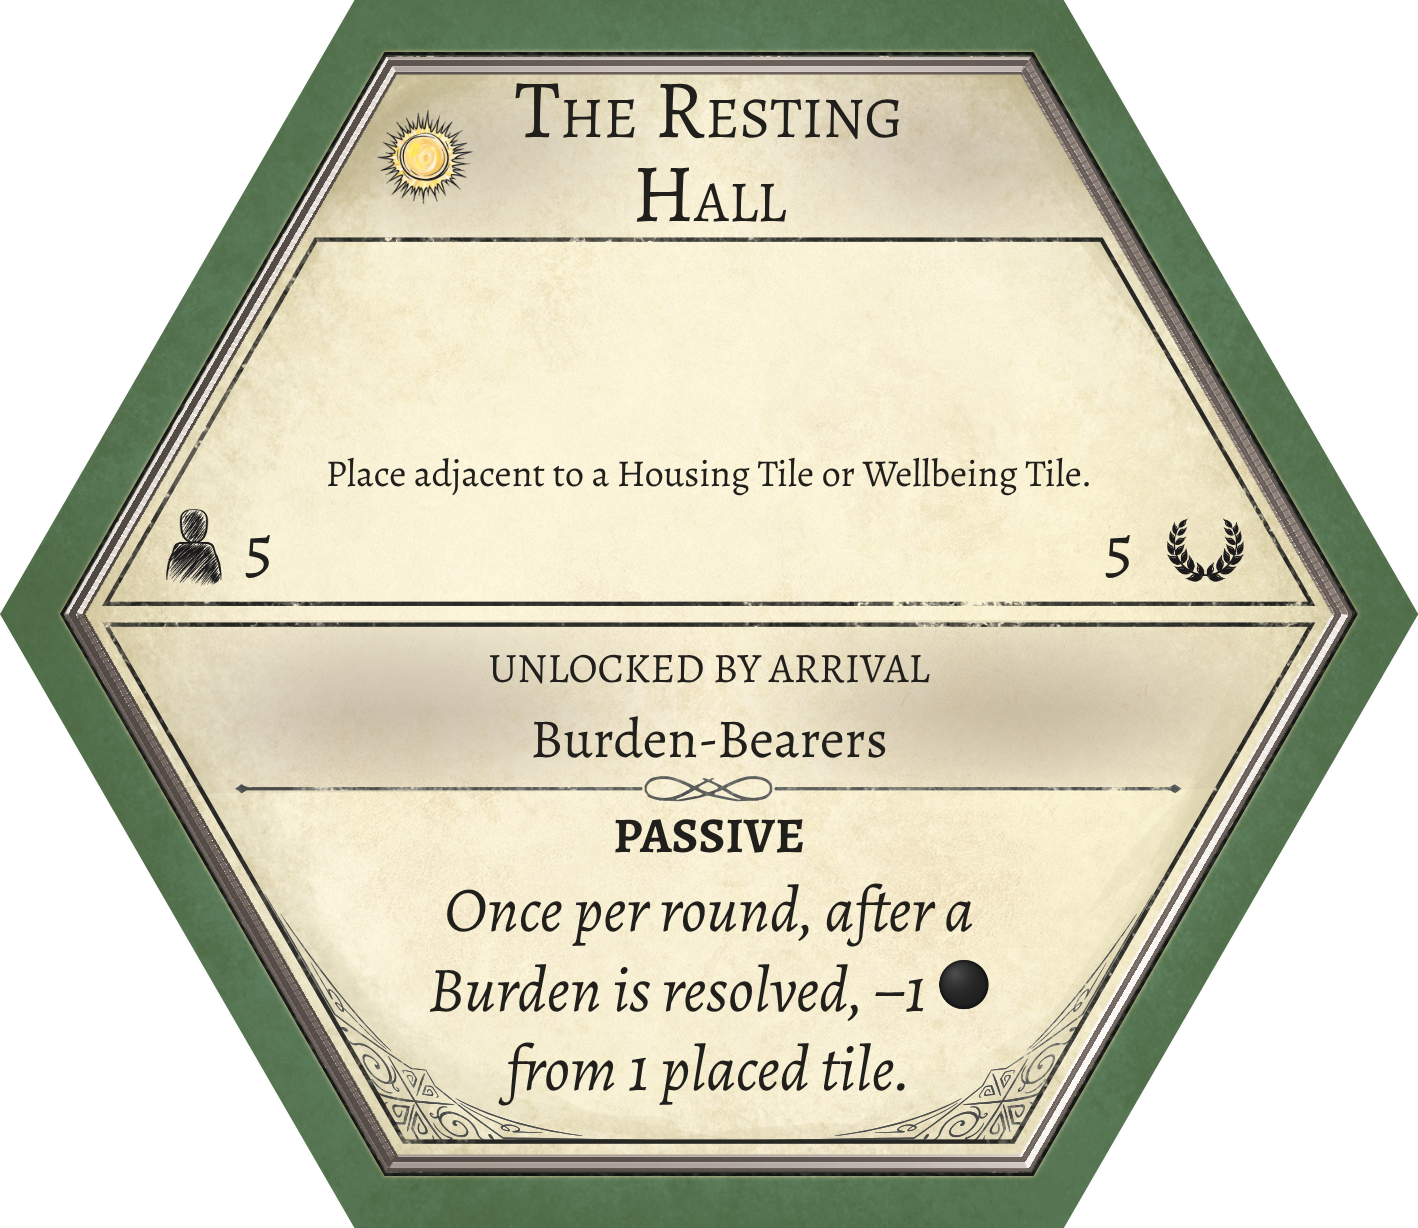 The Resting
Hall
Place adjacent to a Housing Tile or Wellbeing Tile.
5
5
UNLOCKED BY ARRIVAL
Burden-Bearers
PASSIVE
Once per round, after a
Burden is resolved, –1
from 1 placed tile.